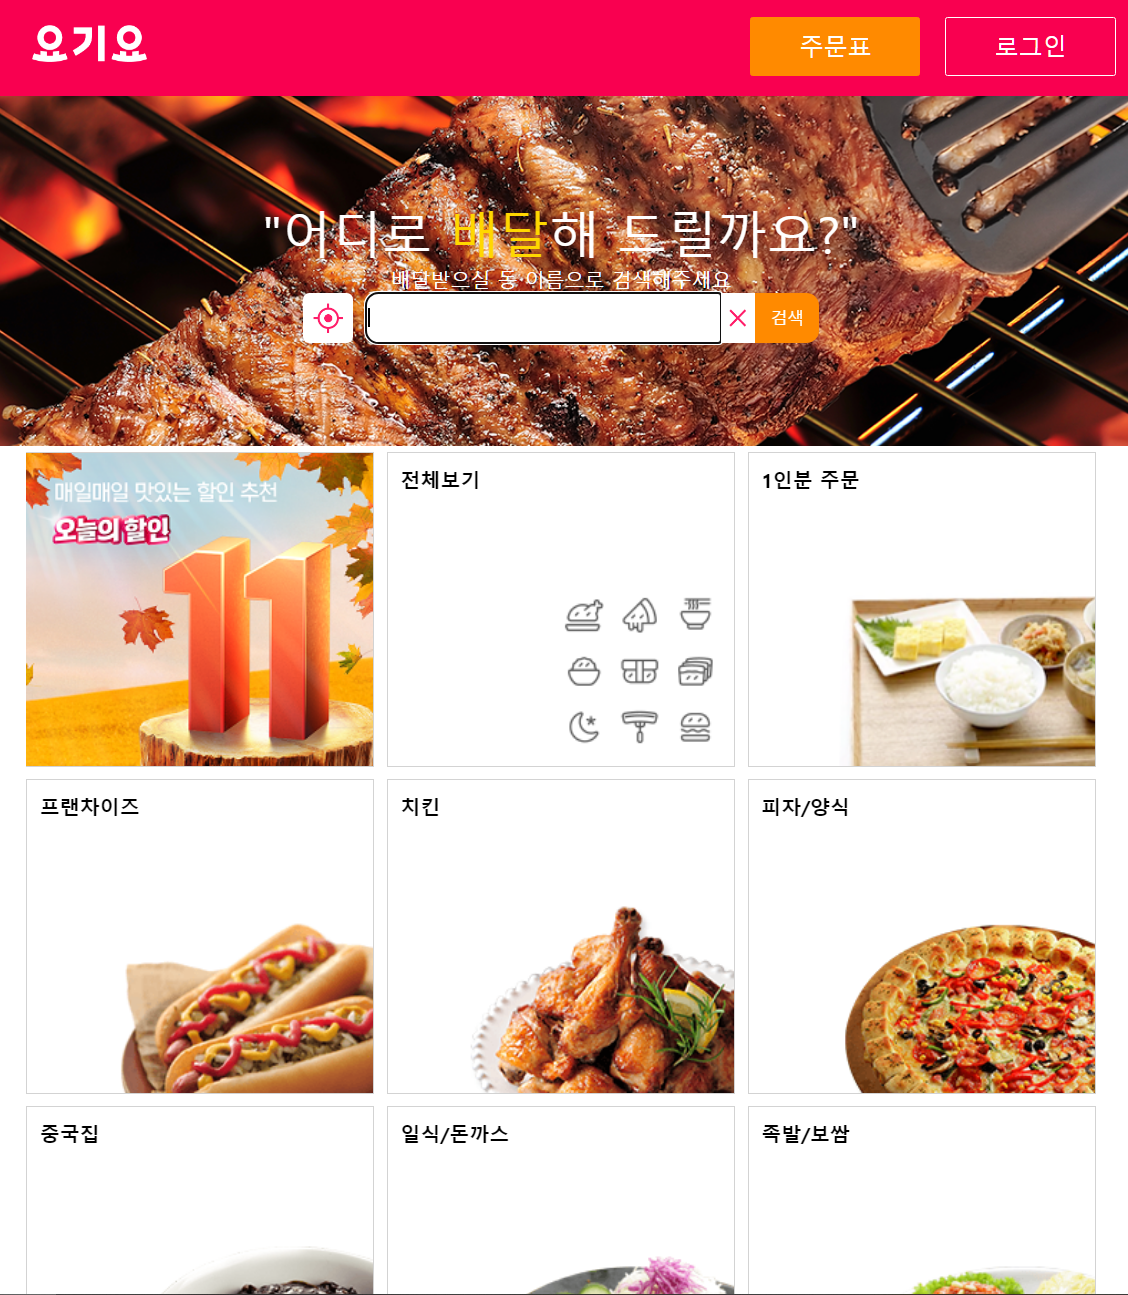 요기요
주문표
로그인
"어디로 배달해 드릴까요?"
배달받으실 동 이름으로 검색해주세요
검색
매일매일 맛있는 할인 추천
오늘의 할인
11
전체보기
1인분 주문
프랜차이즈
치킨
피자/양식
중국집
일식/돈까스
족발/보쌈